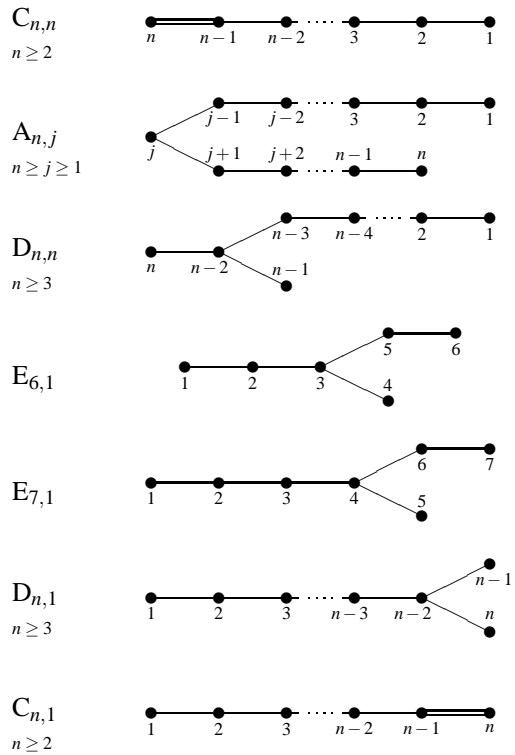 C_{n,n}
n ≥ 2
n n−1 n−2 3 2 1
A_{n,j}
n ≥ j ≥ 1
j−1 j−2 3 2 1
j
j+1 j+2 n−1 n
D_{n,n}
n ≥ 3
n−3 n−4 2 1
n n−2 n−1
E_{6,1}
5 6
1 2 3 4
E_{7,1}
6 7
1 2 3 4 5
D_{n,1}
n ≥ 3
n−1
1 2 3 n−3 n−2 n
C_{n,1}
n ≥ 2
1 2 3 n−2 n−1 n